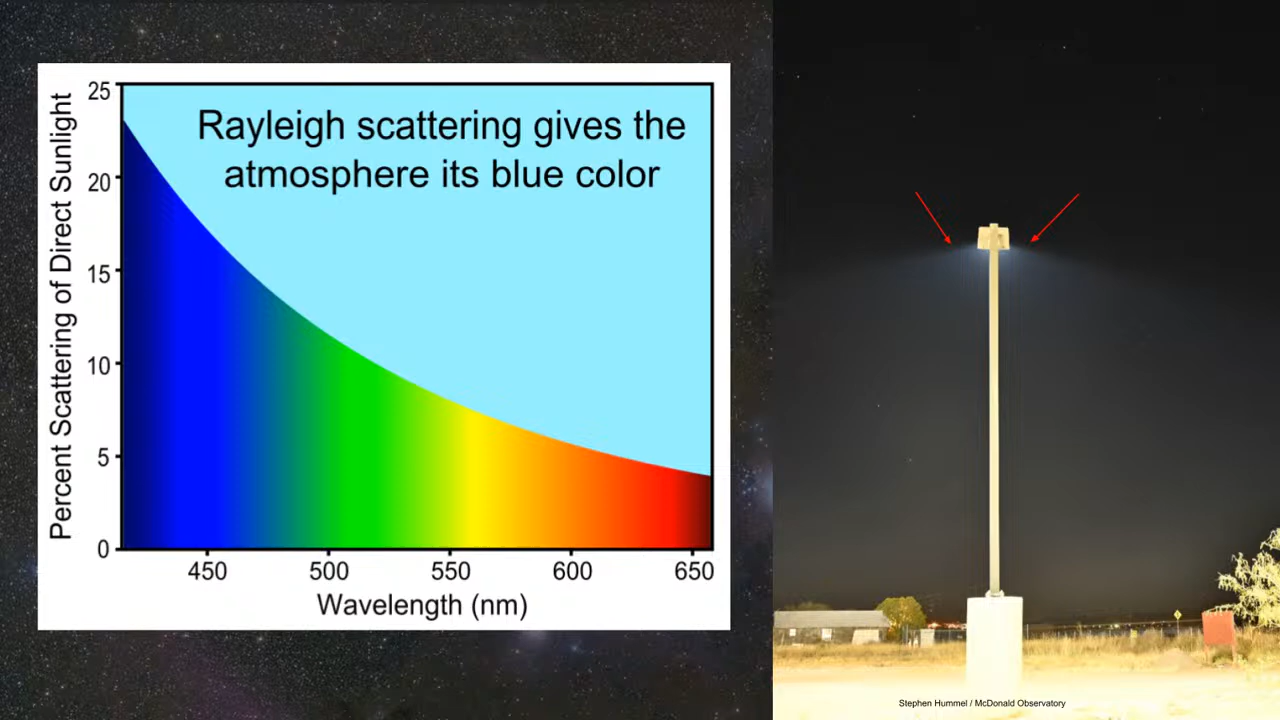 Rayleigh scattering gives the
atmosphere its blue color
Percent Scattering of Direct Sunlight
25
20
15
10
5
0
450
500
550
600
650
Wavelength (nm)
Stephen Hummel / McDonald Observatory